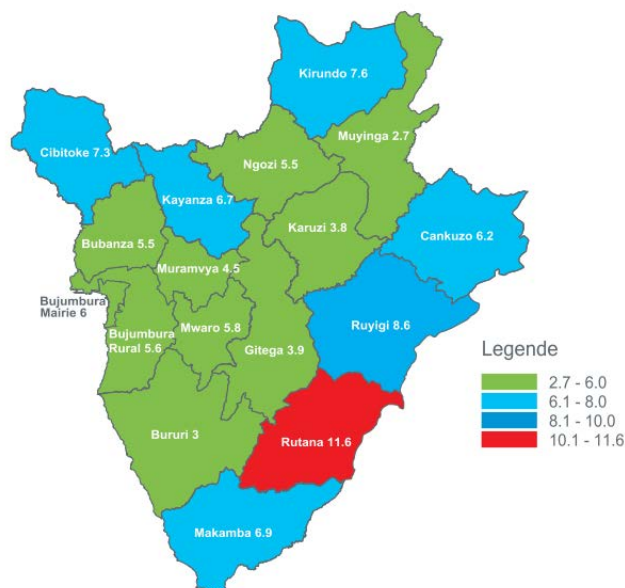 Kirundo 7.6
Muyinga 2.7
Cibitoke 7.3
Ngozi 5.5
Kayanza 6.7
Karuzi 3.8
Cankuzo 6.2
Bubanza 5.5
Muramvya 4.5
Bujumbura
Mairie 6
Bujumbura
Rural 5.6
Mwaro 5.8
Gitega 3.9
Ruyigi 8.6
Legende
2.7 - 6.0
6.1 - 8.0
8.1 - 10.0
10.1 - 11.6
Bururi 3
Rutana 11.6
Makamba 6.9